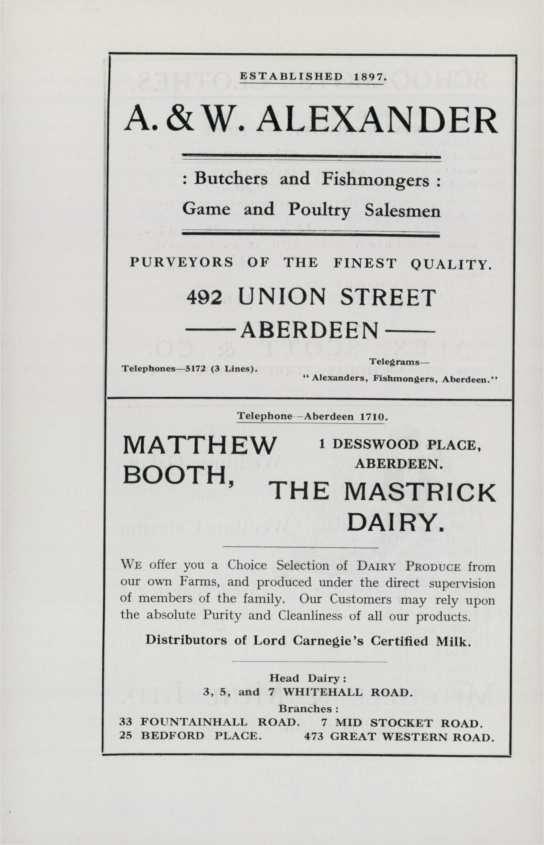 ESTABLISHED 1897.
A. & W. ALEXANDER
: Butchers and Fishmongers :
Game and Poultry Salesmen
PURVEYORS OF THE FINEST QUALITY.
492 UNION STREET
ABERDEEN
Telephones—5172 (3 Lines).
Telegrams—
"Alexanders, Fishmongers, Aberdeen."
Telephone—Aberdeen 1710.
MATTHEW BOOTH,
1 DESSWOOD PLACE,
ABERDEEN.
THE MASTRICK
DAIRY.
WE offer you a Choice Selection of DAIRY PRODUCE from
our own Farms, and produced under the direct supervision
of members of the family. Our Customers may rely upon
the absolute Purity and Cleanliness of all our products.
Distributors of Lord Carnegie's Certified Milk.
Head Dairy:
3, 5, and 7 WHITEHALL ROAD.
Branches:
33 FOUNTAINHALL ROAD. 7 MID STOCKET ROAD.
25 BEDFORD PLACE. 473 GREAT WESTERN ROAD.